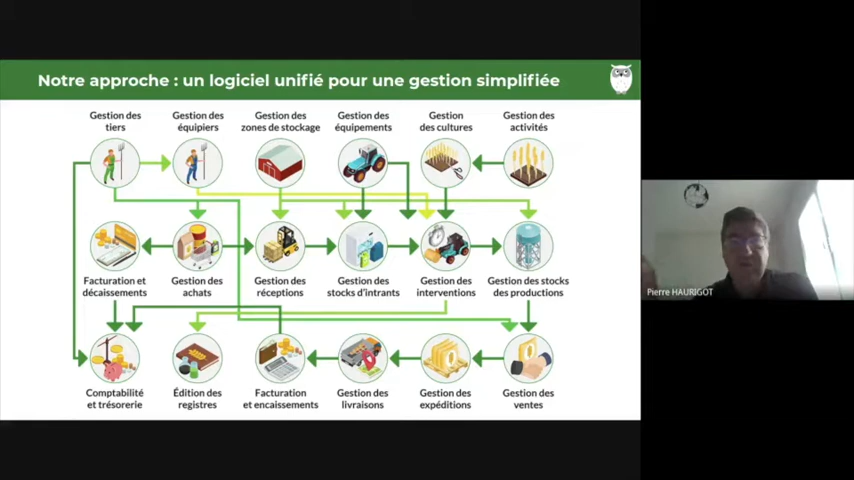 Notre approche : un logiciel unifié pour une gestion simplifiée
Gestion des
tiers
Gestion des
équipiers
Gestion des
zones de stockage
Gestion des
équipements
Gestion
des cultures
Gestion des
activités
Facturation et
décaissements
Gestion des
achats
Gestion des
réceptions
Gestion des
stocks d'intrants
Gestion des
interventions
Gestion des stocks
des productions
Comptabilité
et trésorerie
Édition des
registres
Facturation
et encaissements
Gestion des
livraisons
Gestion des
expéditions
Gestion des
ventes
Pierre HAURIGOT